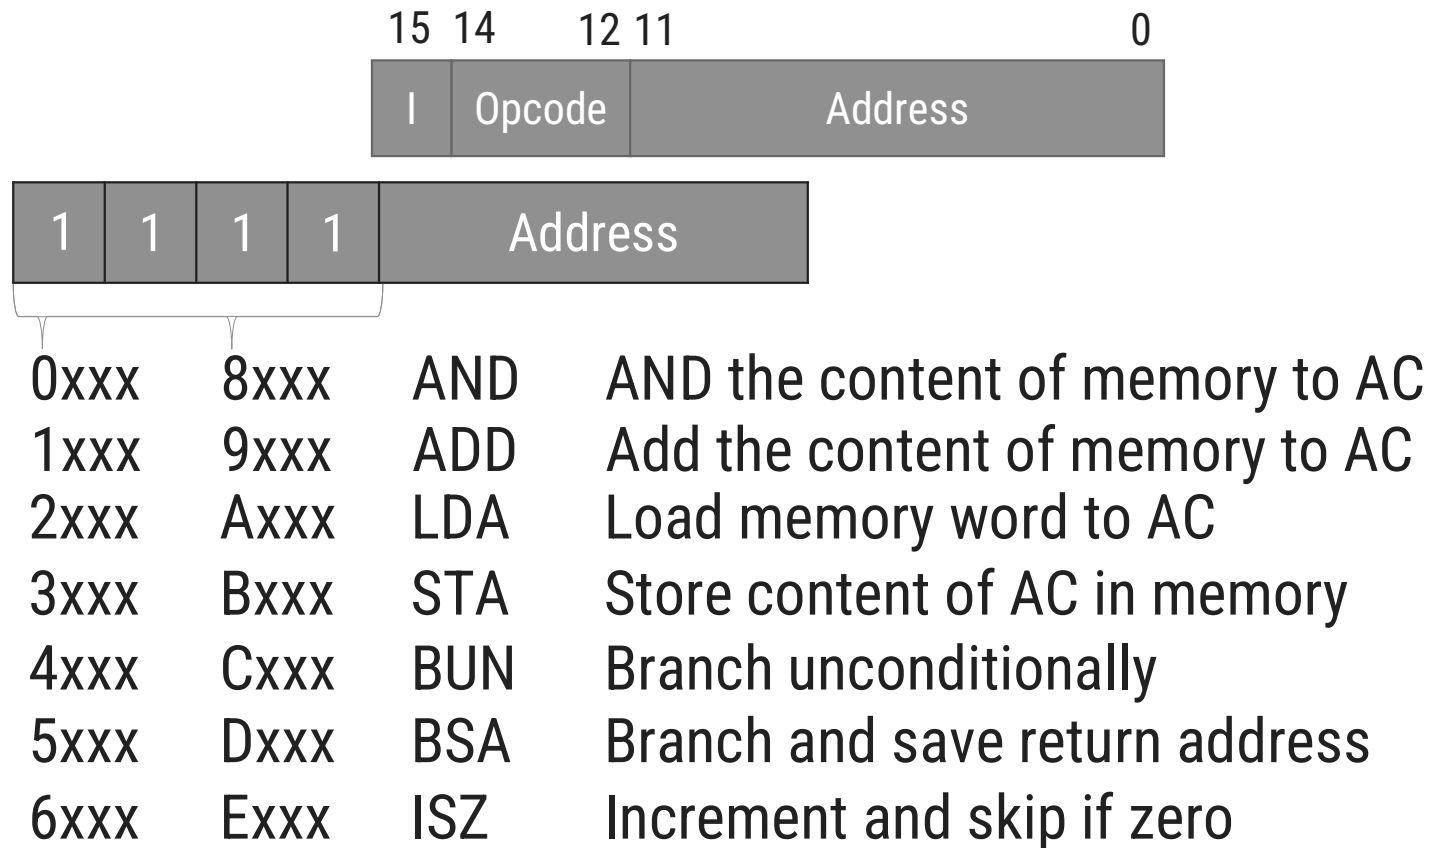 15 14 12 11 0
I Opcode Address
1 1 1 1 Address
0xxx 8xxx AND AND the content of memory to AC
1xxx 9xxx ADD Add the content of memory to AC
2xxx Axxx LDA Load memory word to AC
3xxx Bxxx STA Store content of AC in memory
4xxx Cxxx BUN Branch unconditionally
5xxx Dxxx BSA Branch and save return address
6xxx Exxx ISZ Increment and skip if zero